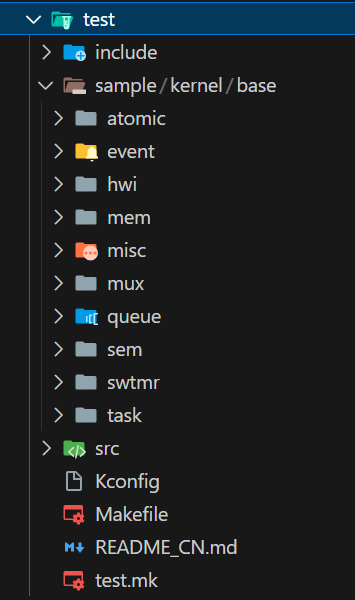 test
include
sample/kernel/base
atomic
event
hwi
mem
misc
mux
queue
sem
swtmr
task
src
Kconfig
Makefile
README_CN.md
test.mk